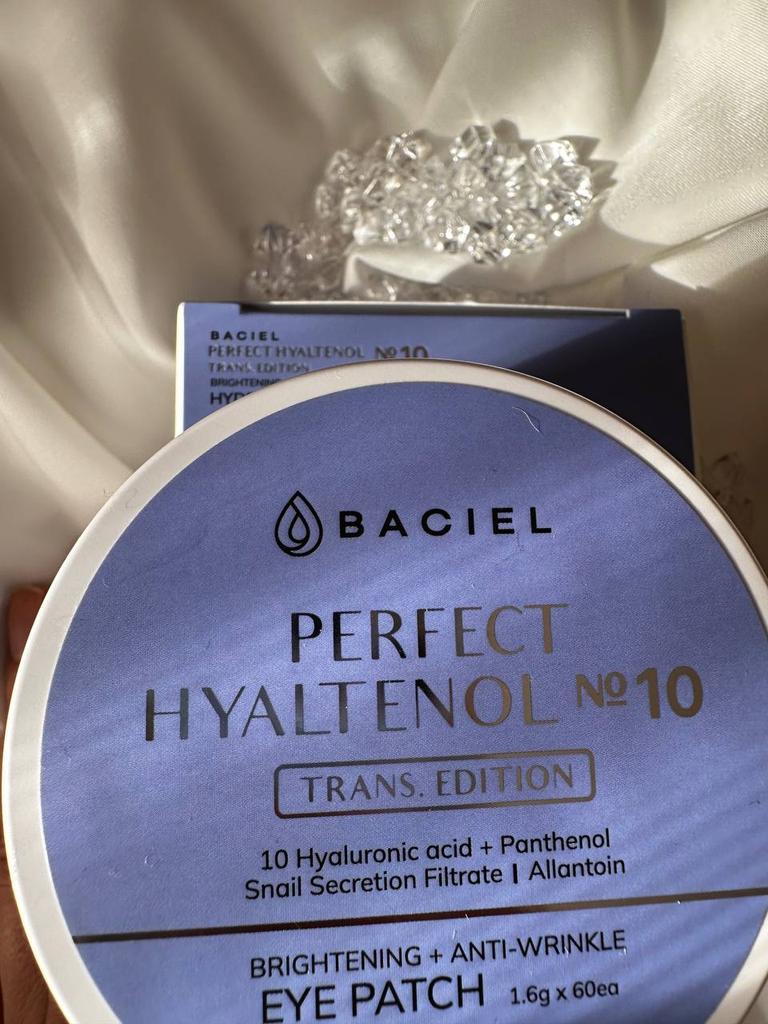 BACIEL
PERFECT HYALTENOL Nº10
TRANS. EDITION
BRIGHTENING
BACIEL
PERFECT
HYALTENOL Nº10
TRANS. EDITION
10 Hyaluronic acid + Panthenol
Snail Secretion Filtrate | Allantoin
BRIGHTENING + ANTI-WRINKLE
EYE PATCH 1.6g x 60ea